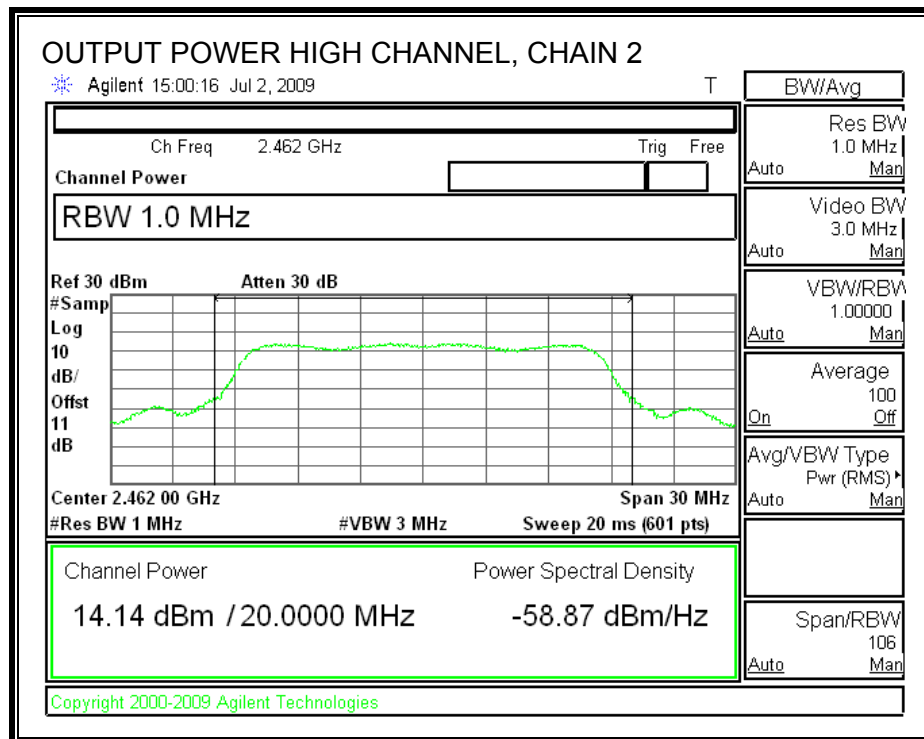 OUTPUT POWER HIGH CHANNEL, CHAIN 2
Agilent 15:00:16 Jul 2, 2009 T
Ch Freq 2.462 GHz Trig Free
Channel Power
RBW 1.0 MHz
Ref 30 dBm Atten 30 dB
#Samp
Log
10
dB/
Offst
11
dB
Center 2.462 00 GHz Span 30 MHz
#Res BW 1 MHz #VBW 3 MHz Sweep 20 ms (601 pts)
Channel Power Power Spectral Density
14.14 dBm / 20.0000 MHz -58.87 dBm/Hz
Copyright 2000-2009 Agilent Technologies
BW/Avg
Res BW
1.0 MHz
Auto Man
Video BW
3.0 MHz
Auto Man
VBW/RBW
1.00000
Auto Man
Average
100
On Off
Avg/VBW Type
Pwr (RMS)
Auto Man
Span/RBW
106
Auto Man